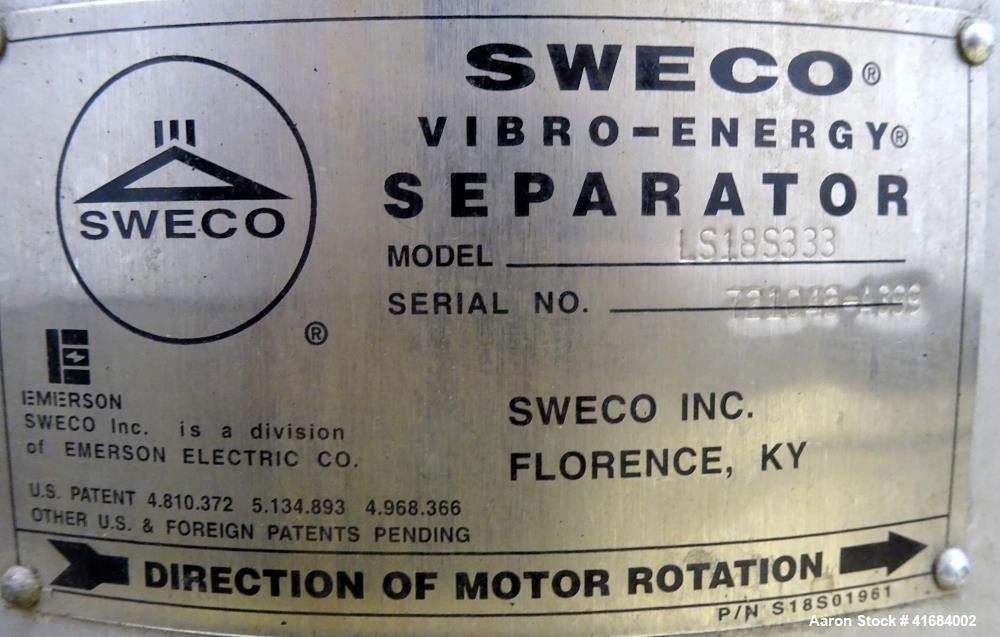 SWECO®
VIBRO-ENERGY®
SEPARATOR
MODEL LS18S333
SERIAL NO.
SWECO
®
EMERSON
SWECO Inc. is a division
of EMERSON ELECTRIC CO.
SWECO INC.
FLORENCE, KY
U.S. PATENT 4.810.372 5.134.893 4.968.366
OTHER U.S. & FOREIGN PATENTS PENDING
DIRECTION OF MOTOR ROTATION
P/N S18S01961
Aaron Stock # 41684002